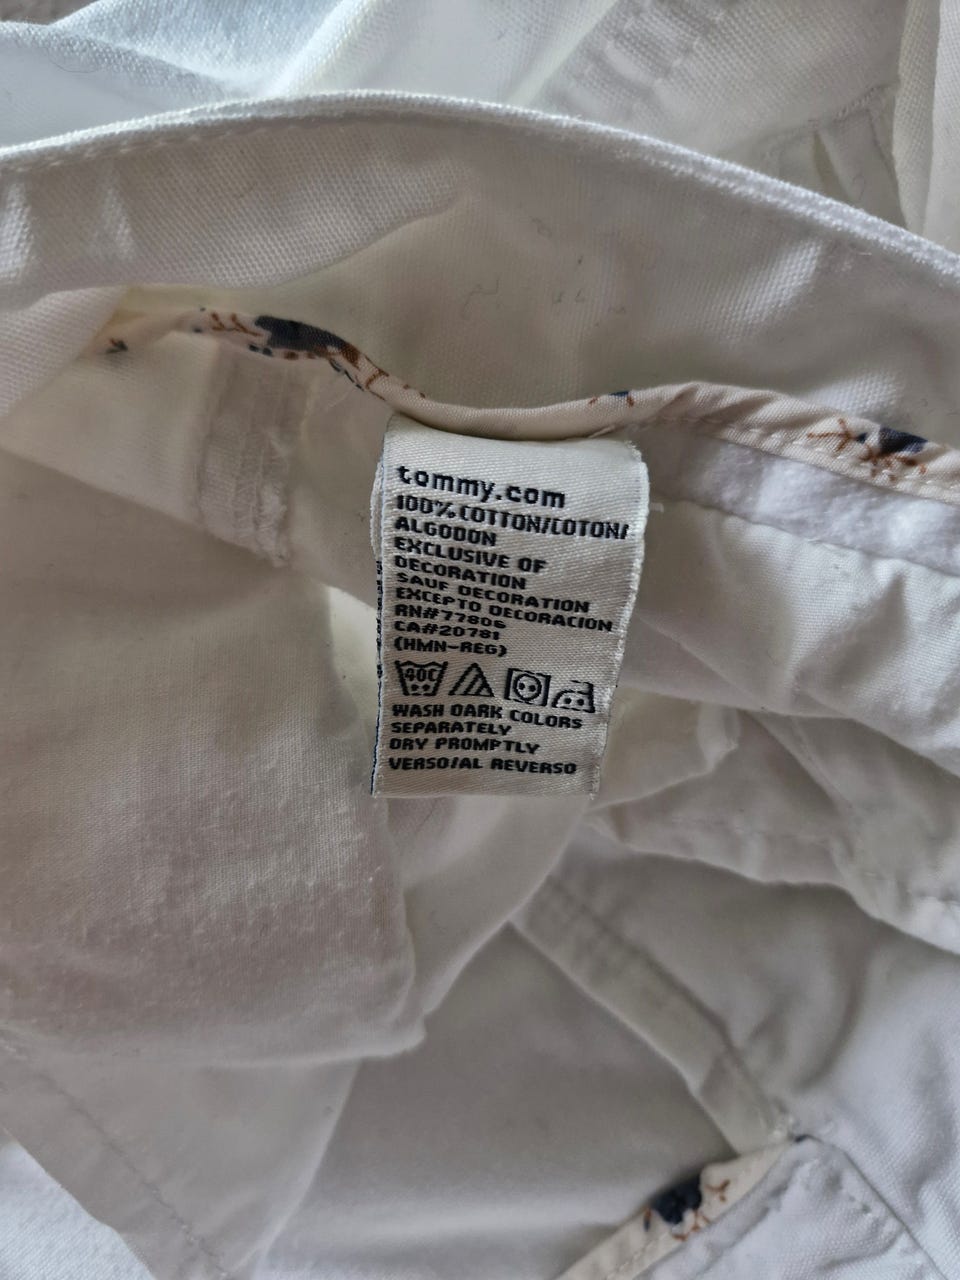 tommy.com
100% COTTON/COTON/
ALGODON
EXCLUSIVE OF
DECORATION
SAUF DECORATION
EXCEPTO DECORACION
RN#77806
CA#20781
(HMN-REG)
40C
WASH DARK COLORS
SEPARATELY
DRY PROMPTLY
VERSO/AL REVERSO